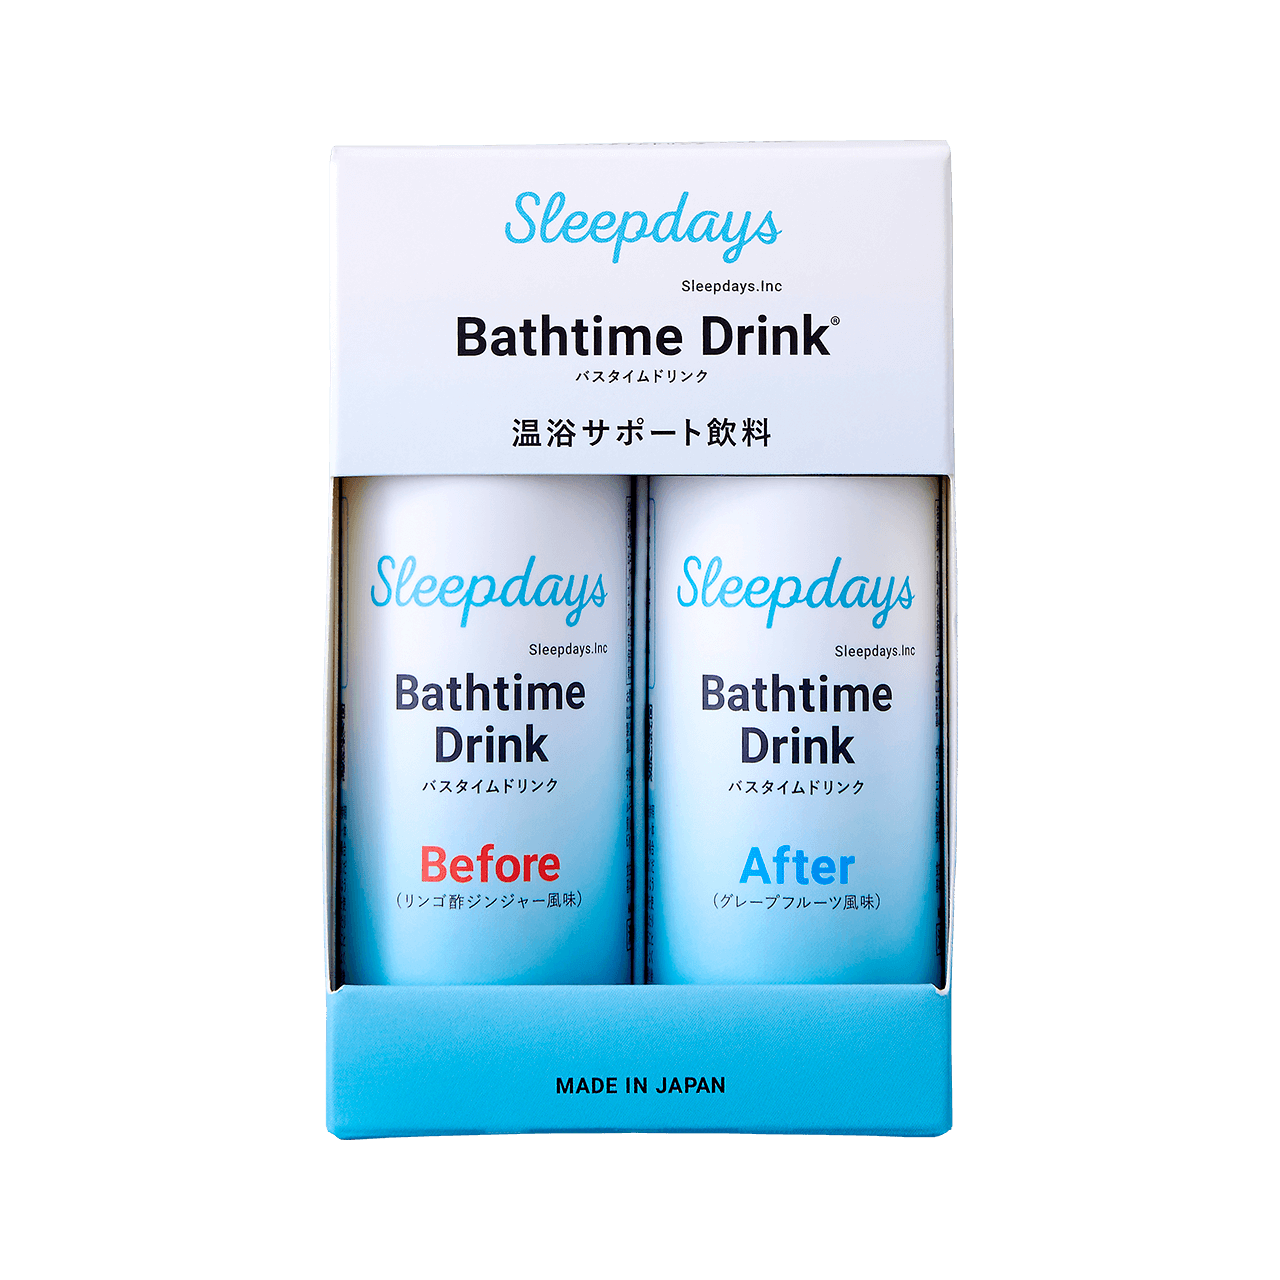 Sleepdays
Sleepdays.Inc
Bathtime Drink®
バスタイムドリンク
温浴サポート飲料
Sleepdays
Sleepdays.Inc
Bathtime
Drink
バスタイムドリンク
Before
（リンゴ酢ジンジャー風味）
Sleepdays
Sleepdays.Inc
Bathtime
Drink
バスタイムドリンク
After
（グレープフルーツ風味）
MADE IN JAPAN